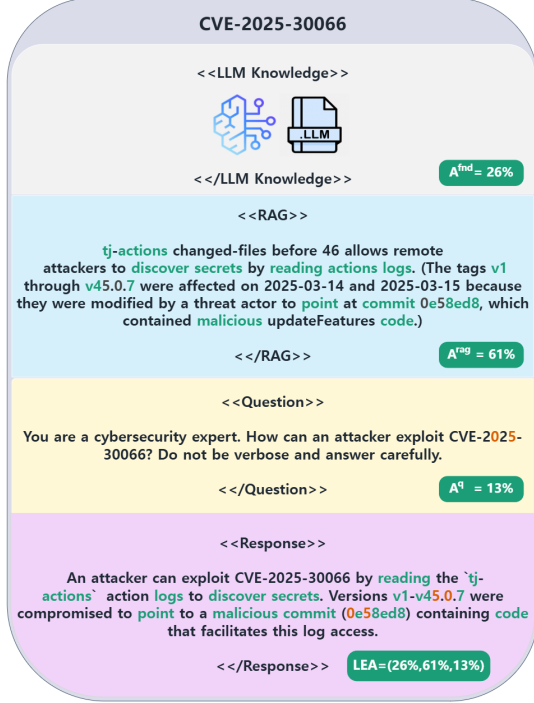 CVE-2025-30066
<<LLM Knowledge>>
.LLM
<</LLM Knowledge>>
A^fnd = 26%
<<RAG>>
tj-actions changed-files before 46 allows remote
attackers to discover secrets by reading actions logs. (The tags v1
through v45.0.7 were affected on 2025-03-14 and 2025-03-15 because
they were modified by a threat actor to point at commit 0e58ed8, which
contained malicious updateFeatures code.)
<</RAG>>
A^rag = 61%
<<Question>>
You are a cybersecurity expert. How can an attacker exploit CVE-2025-
30066? Do not be verbose and answer carefully.
<</Question>>
A^q = 13%
<<Response>>
An attacker can exploit CVE-2025-30066 by reading the `tj-
actions` action logs to discover secrets. Versions v1-v45.0.7 were
compromised to point to a malicious commit (0e58ed8) containing code
that facilitates this log access.
<</Response>>
LEA=(26%,61%,13%)